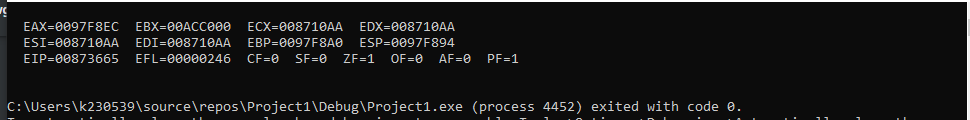 EAX=0097F8EC EBX=00ACC000 ECX=008710AA EDX=008710AA
ESI=008710AA EDI=008710AA EBP=0097F8A0 ESP=0097F894
EIP=00873665 EFL=00000246 CF=0 SF=0 ZF=1 OF=0 AF=0 PF=1
C:\Users\k230539\source\repos\Project1\Debug\Project1.exe (process 4452) exited with code 0.